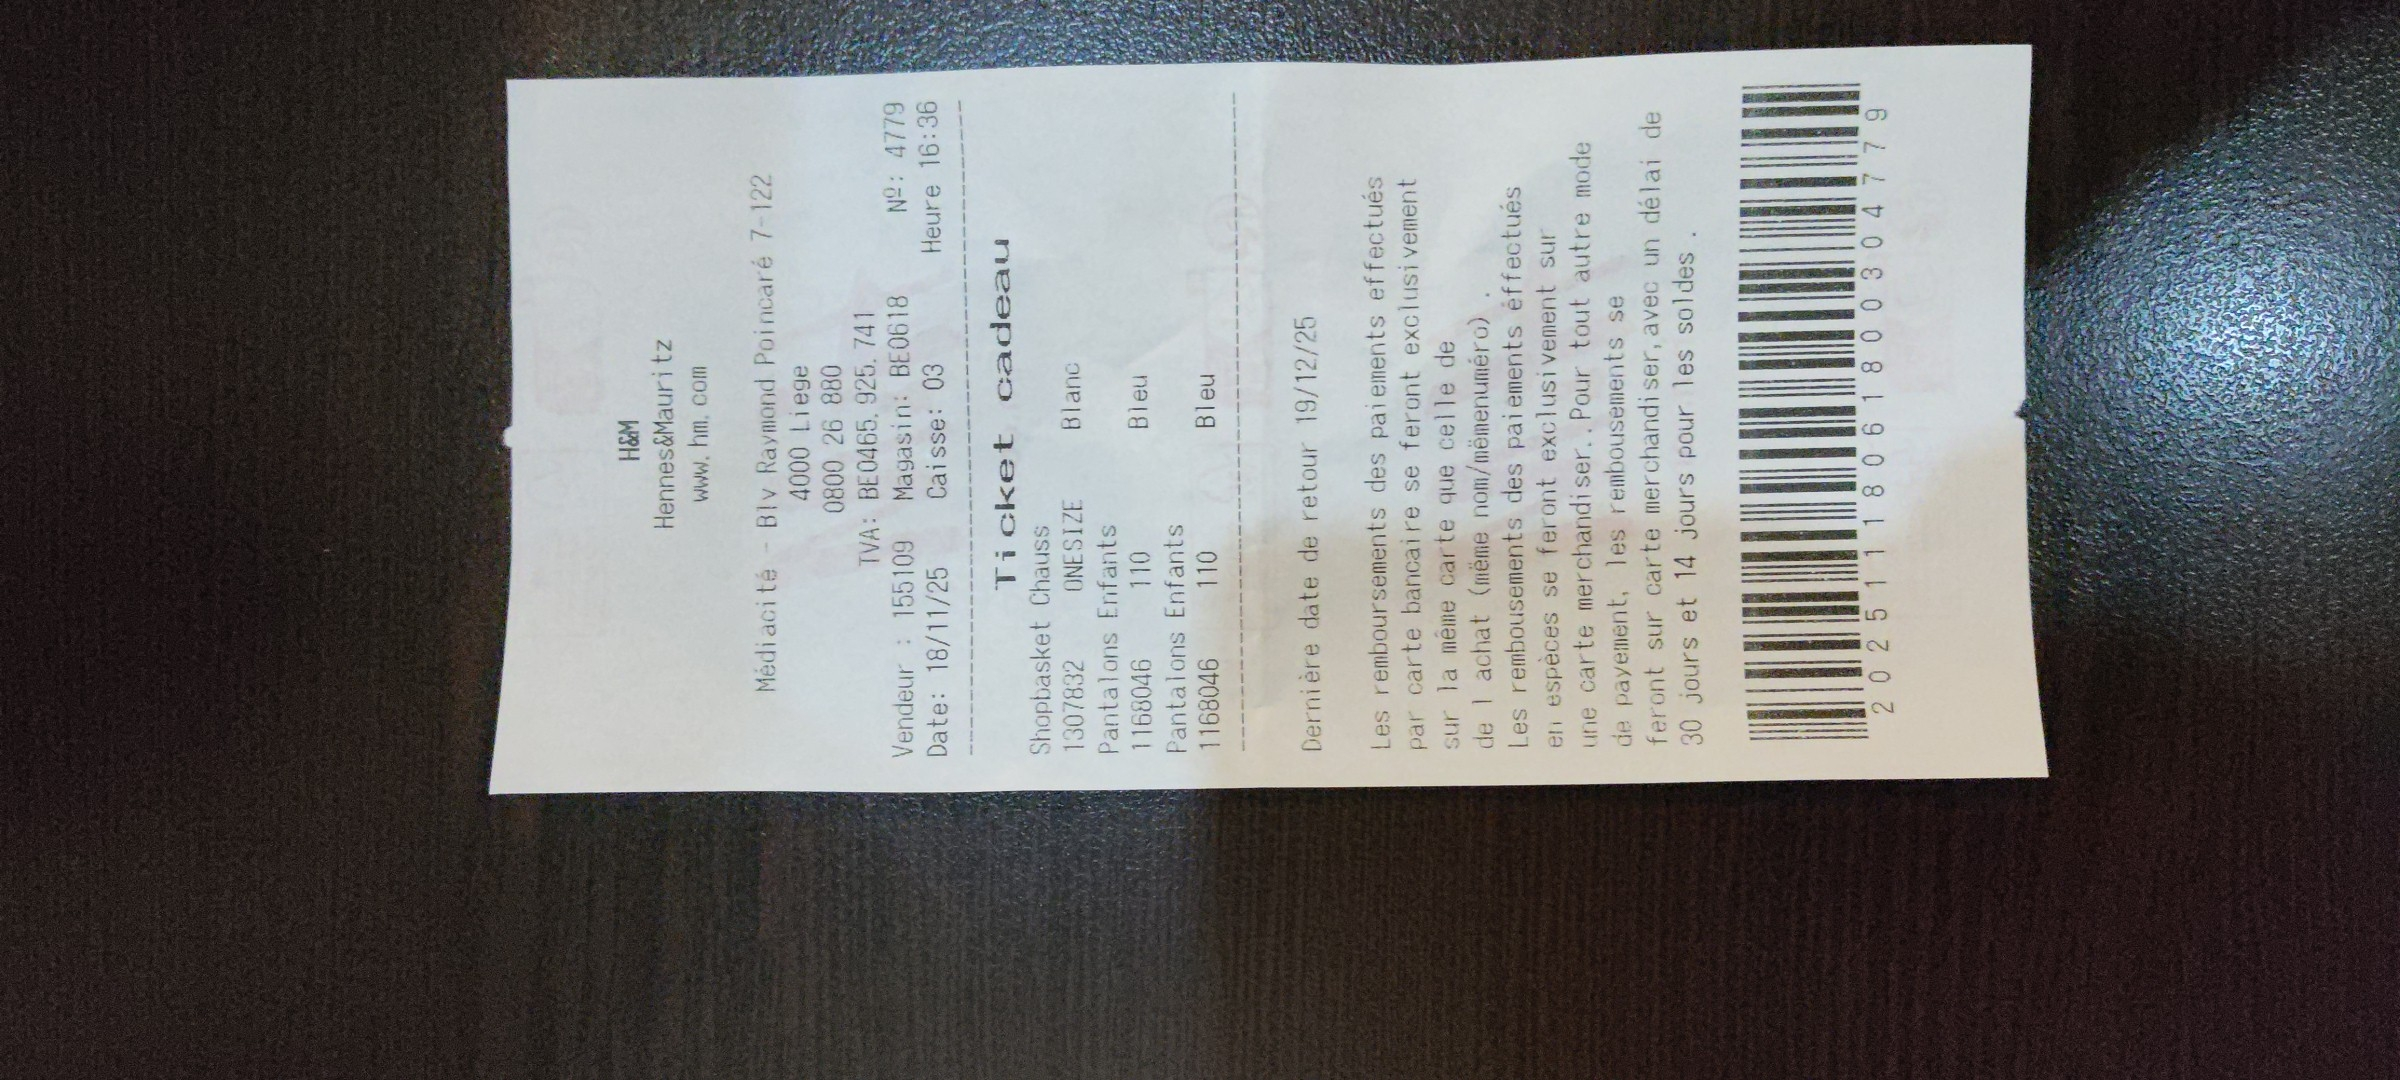 H&M
Hennes&Mauritz
www.hm.com
Médiacité - Blv Raymond Poincaré 7-122
4000 Liege
0800 26 880
TVA: BE0465.925.741
Vendeur : 155109 Magasin: BE0618 Nº: 4779
Date: 18/11/25 Caisse: 03 Heure 16:36
Ticket cadeau
Shopbasket Chauss
1307832 ONESIZE Blanc
Pantalons Enfants
1168046 110 Bleu
Pantalons Enfants
1168046 110 Bleu
Dernière date de retour 19/12/25
Les remboursements des paiements effectués
par carte bancaire se feront exclusivement
sur la même carte que celle de
de l achat (même nom/mêmenuméro) .
Les rembousements des paiements éffectués
en espèces se feront exclusivement sur
une carte merchandiser..Pour tout autre mode
de payement, les rembousements se
feront sur carte merchandiser,avec un délai de
30 jours et 14 jours pour les soldes .
2025111806180030​4779